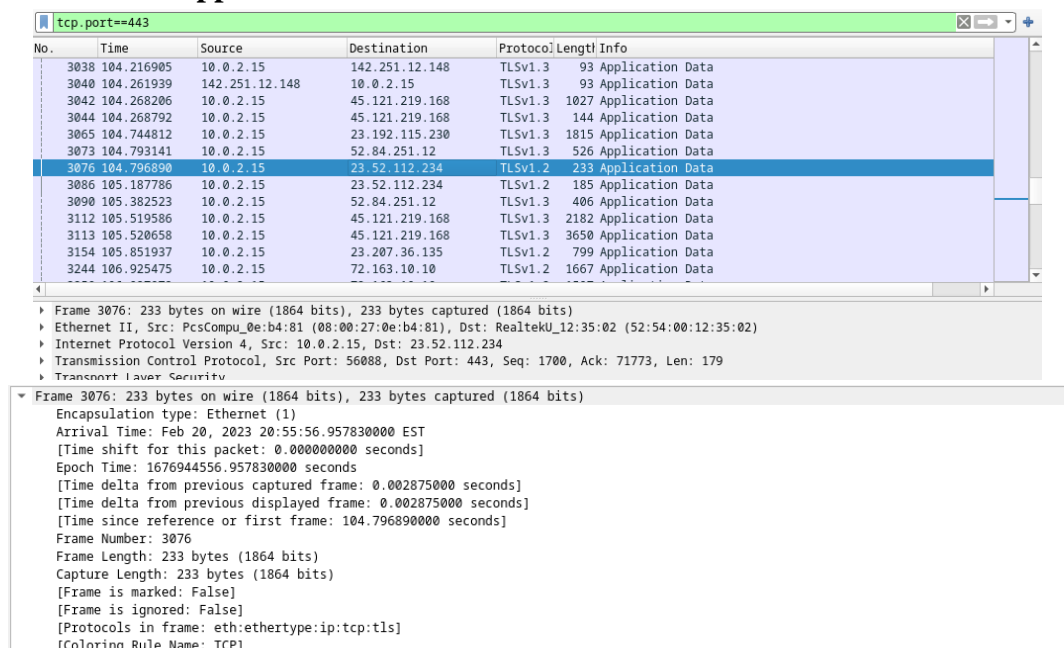 tcp.port==443
No. Time Source Destination Protocol Length Info
3038 104.216905 10.0.2.15 142.251.12.148 TLSv1.3 93 Application Data
3040 104.261939 142.251.12.148 10.0.2.15 TLSv1.3 93 Application Data
3042 104.268206 10.0.2.15 45.121.219.168 TLSv1.3 1027 Application Data
3044 104.268792 10.0.2.15 45.121.219.168 TLSv1.3 144 Application Data
3065 104.744812 10.0.2.15 23.192.115.230 TLSv1.3 1815 Application Data
3073 104.793141 10.0.2.15 52.84.251.12 TLSv1.3 526 Application Data
3076 104.796890 10.0.2.15 23.52.112.234 TLSv1.2 233 Application Data
3086 105.187786 10.0.2.15 23.52.112.234 TLSv1.2 185 Application Data
3090 105.382523 10.0.2.15 52.84.251.12 TLSv1.3 406 Application Data
3112 105.519586 10.0.2.15 45.121.219.168 TLSv1.3 2182 Application Data
3113 105.520658 10.0.2.15 45.121.219.168 TLSv1.3 3650 Application Data
3154 105.851937 10.0.2.15 23.207.36.135 TLSv1.2 799 Application Data
3244 106.925475 10.0.2.15 72.163.10.10 TLSv1.2 1667 Application Data
Frame 3076: 233 bytes on wire (1864 bits), 233 bytes captured (1864 bits)
Ethernet II, Src: PcsCompu_0e:b4:81 (08:00:27:0e:b4:81), Dst: RealtekU_12:35:02 (52:54:00:12:35:02)
Internet Protocol Version 4, Src: 10.0.2.15, Dst: 23.52.112.234
Transmission Control Protocol, Src Port: 56088, Dst Port: 443, Seq: 1700, Ack: 71773, Len: 179
Transport Layer Security
Frame 3076: 233 bytes on wire (1864 bits), 233 bytes captured (1864 bits)
Encapsulation type: Ethernet (1)
Arrival Time: Feb 20, 2023 20:55:56.957830000 EST
[Time shift for this packet: 0.000000000 seconds]
Epoch Time: 1676944556.957830000 seconds
[Time delta from previous captured frame: 0.002875000 seconds]
[Time delta from previous displayed frame: 0.002875000 seconds]
[Time since reference or first frame: 104.796890000 seconds]
Frame Number: 3076
Frame Length: 233 bytes (1864 bits)
Capture Length: 233 bytes (1864 bits)
[Frame is marked: False]
[Frame is ignored: False]
[Protocols in frame: eth:ethertype:ip:tcp:tls]
[Coloring Rule Name: TCP]